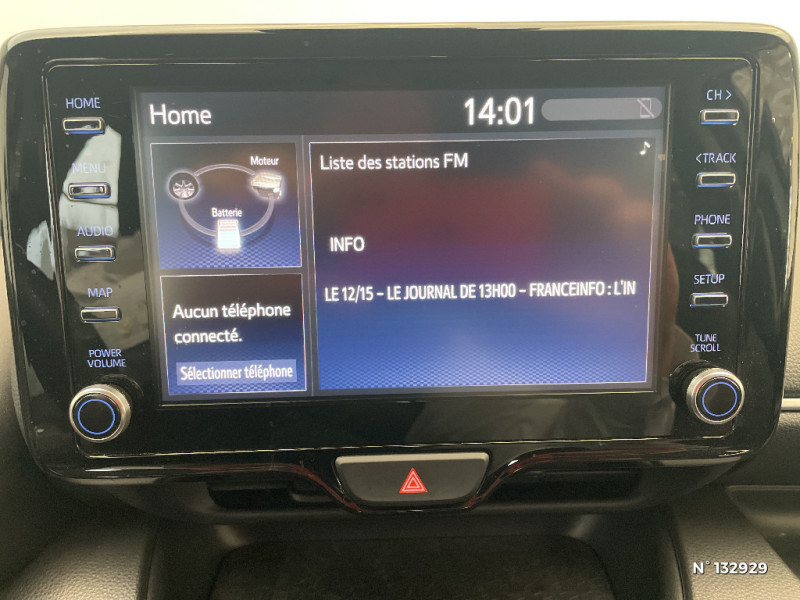 HOME
MENU
AUDIO
MAP
POWER
VOLUME
Home
14:01
Moteur
Batterie
Aucun téléphone
connecté.
Sélectionner téléphone
Liste des stations FM
INFO
LE 12/15 – LE JOURNAL DE 13H00 – FRANCEINFO : L'IN
CH >
< TRACK
PHONE
SETUP
TUNE
SCROLL
N° 132929